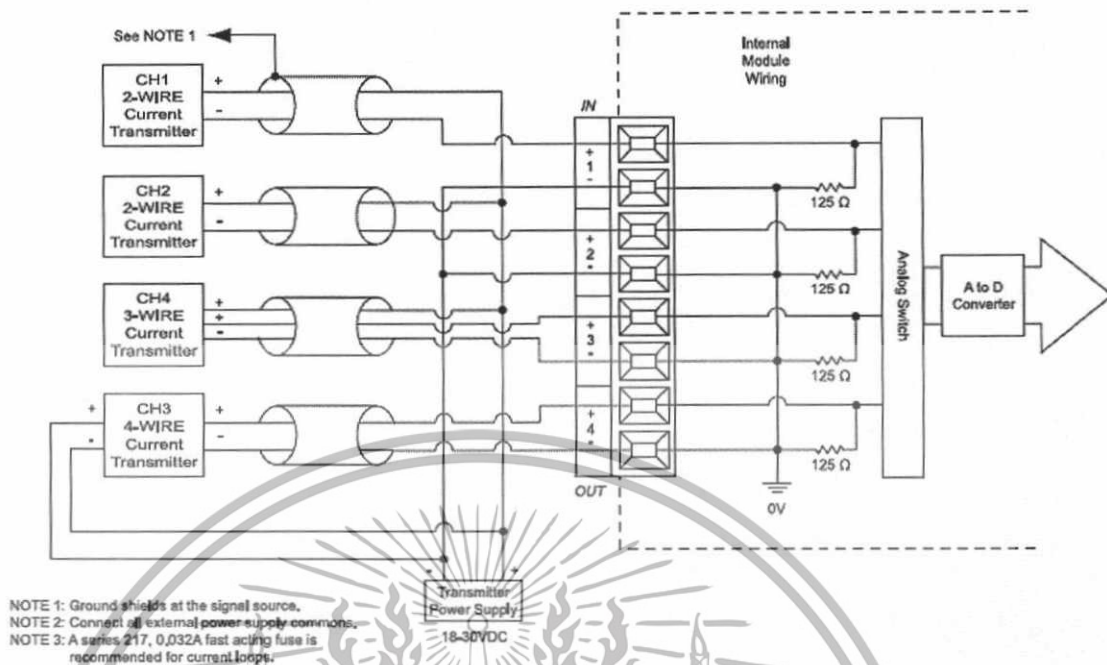 See NOTE 1
CH1
2-WIRE
Current
Transmitter
+
-
CH2
2-WIRE
Current
Transmitter
+
-
CH4
3-WIRE
Current
Transmitter
+
+
-
CH3
4-WIRE
Current
Transmitter
+
-
+
-
IN
+
1
-
+
2
-
+
3
-
+
4
-
OUT
Internal
Module
Wiring
125 Ω
125 Ω
125 Ω
125 Ω
0V
Analog Switch
A to D
Converter
- +
Transmitter
Power Supply
18-30VDC
NOTE 1: Ground shields at the signal source.
NOTE 2: Connect all external power supply commons.
NOTE 3: A series 217, 0.032A fast acting fuse is
recommended for current loops.